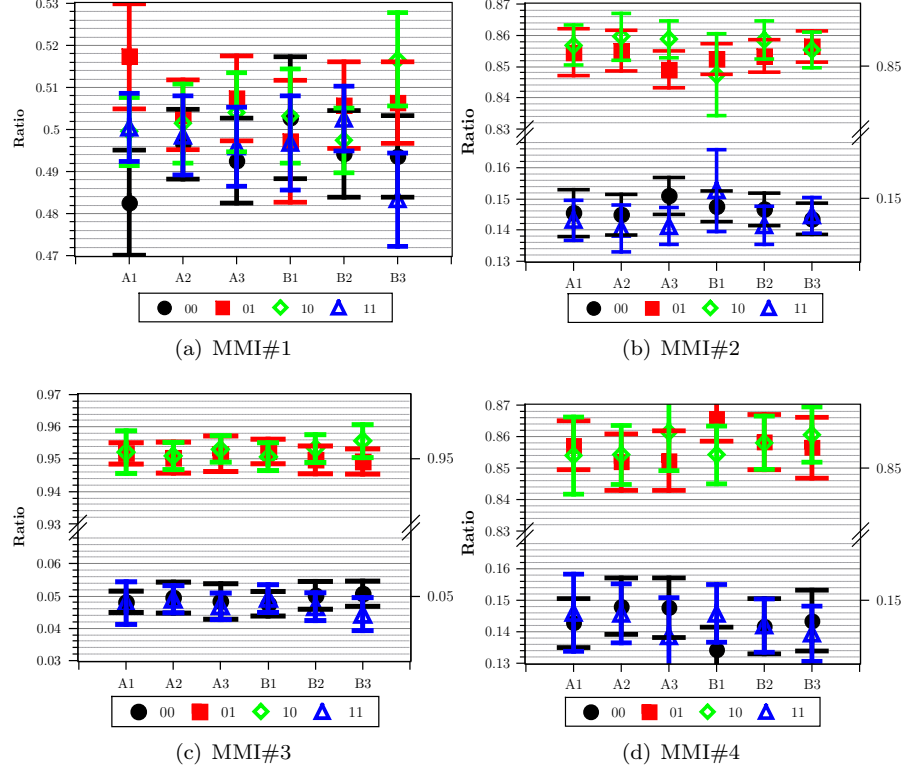 0.53
0.52
0.51
0.5
0.49
0.48
0.47
Ratio
A1 A2 A3 B1 B2 B3
00 01 10 11
(a) MMI#1
0.87
0.86
0.85
0.83
0.16
0.15
0.14
0.13
Ratio
0.85
0.15
A1 A2 A3 B1 B2 B3
00 01 10 11
(b) MMI#2
0.97
0.96
0.95
0.94
0.93
0.06
0.05
0.04
0.03
Ratio
0.95
0.05
A1 A2 A3 B1 B2 B3
00 01 10 11
(c) MMI#3
0.87
0.86
0.85
0.83
0.16
0.15
0.14
0.13
Ratio
0.85
0.15
A1 A2 A3 B1 B2 B3
00 01 10 11
(d) MMI#4